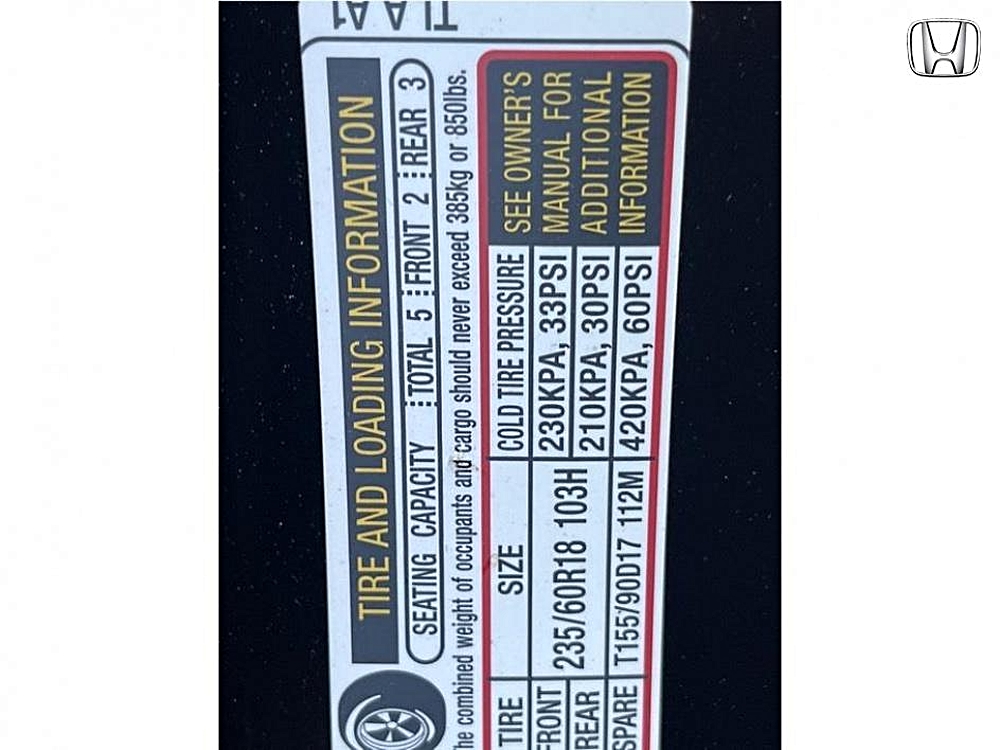 TLAA1
TIRE AND LOADING INFORMATION
SEATING CAPACITY TOTAL 5 FRONT 2 REAR 3
The combined weight of occupants and cargo should never exceed 385kg or 850lbs.
TIRE SIZE COLD TIRE PRESSURE
FRONT 235/60R18 103H 230KPA, 33PSI
REAR 210KPA, 30PSI
SPARE T155/90D17 112M 420KPA, 60PSI
SEE OWNER'S
MANUAL FOR
ADDITIONAL
INFORMATION